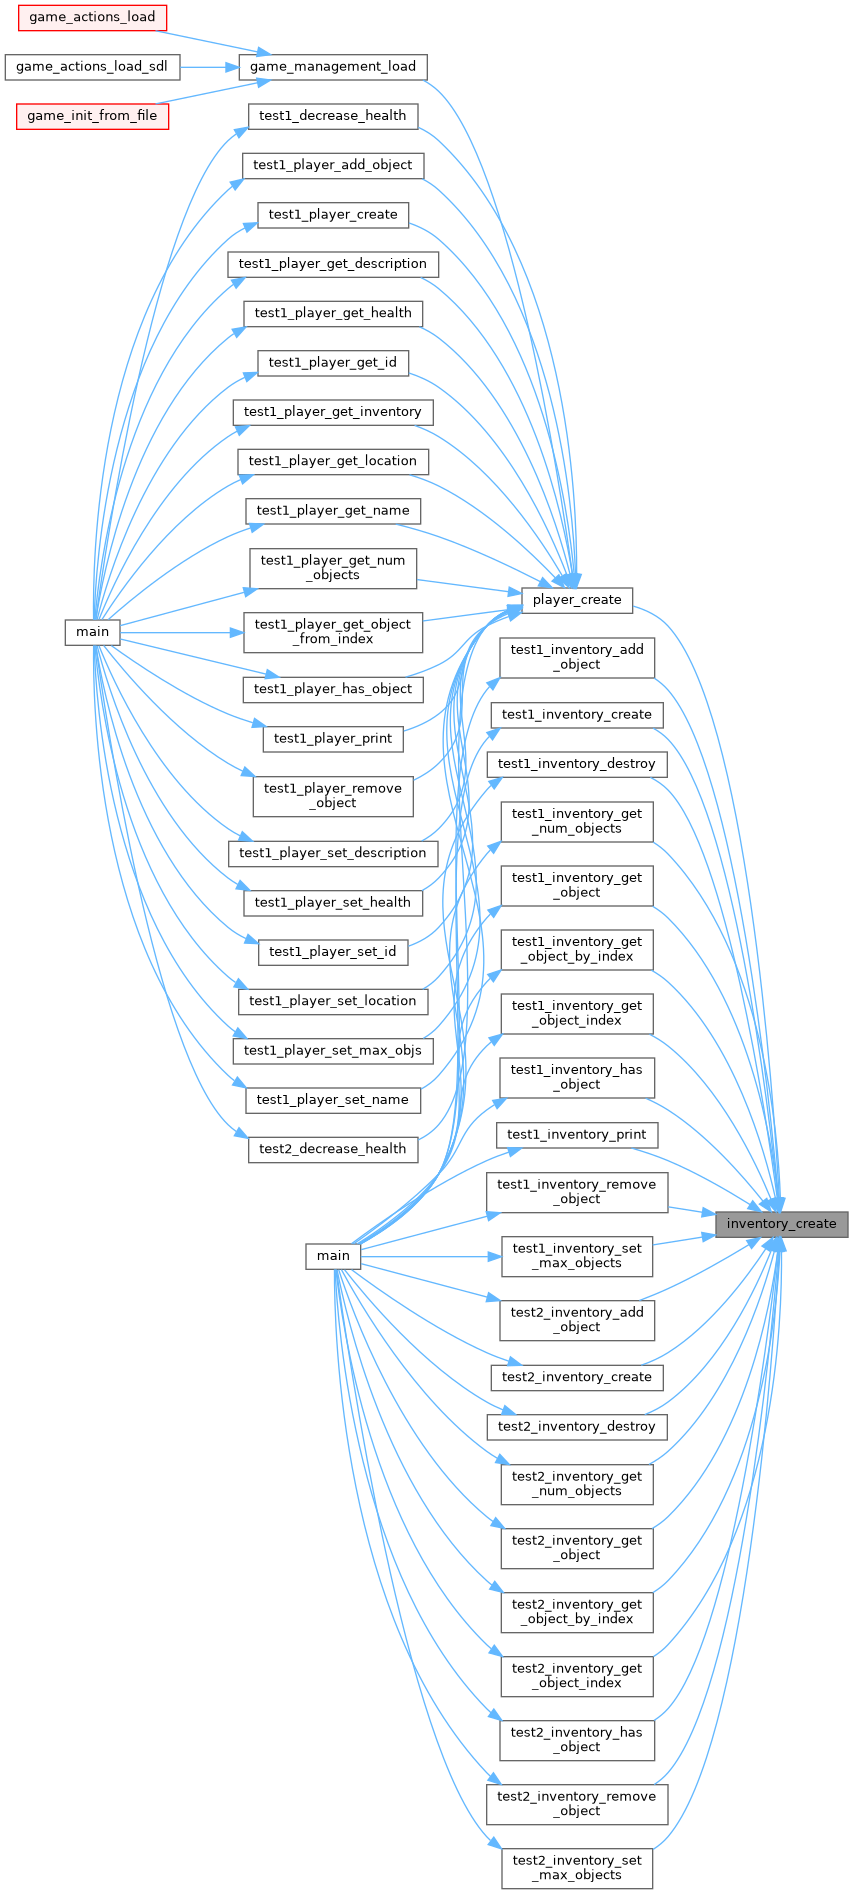 game_actions_load
game_management_load
game_actions_load_sdl
game_init_from_file
test1_decrease_health
test1_player_add_object
test1_player_create
test1_player_get_description
test1_player_get_health
test1_player_get_id
test1_player_get_inventory
test1_player_get_location
test1_player_get_name
test1_player_get_num
_objects
test1_player_get_object
_from_index
main
test1_player_has_object
test1_player_print
test1_player_remove
_object
test1_player_set_description
test1_player_set_health
test1_player_set_id
test1_player_set_location
test1_player_set_max_objs
test1_player_set_name
test2_decrease_health
player_create
test1_inventory_add
_object
test1_inventory_create
test1_inventory_destroy
test1_inventory_get
_num_objects
test1_inventory_get
_object
test1_inventory_get
_object_by_index
test1_inventory_get
_object_index
test1_inventory_has
_object
test1_inventory_print
test1_inventory_remove
_object
inventory_create
main
test1_inventory_set
_max_objects
test2_inventory_add
_object
test2_inventory_create
test2_inventory_destroy
test2_inventory_get
_num_objects
test2_inventory_get
_object
test2_inventory_get
_object_by_index
test2_inventory_get
_object_index
test2_inventory_has
_object
test2_inventory_remove
_object
test2_inventory_set
_max_objects